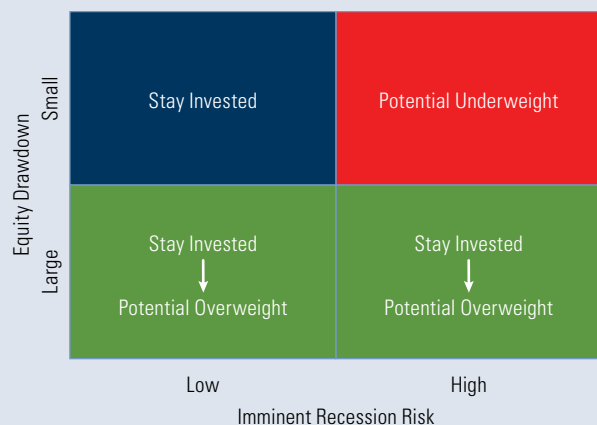 Equity Drawdown
Small
Stay Invested
Potential Underweight
Large
Stay Invested
Potential Overweight
Stay Invested
Potential Overweight
Low
High
Imminent Recession Risk